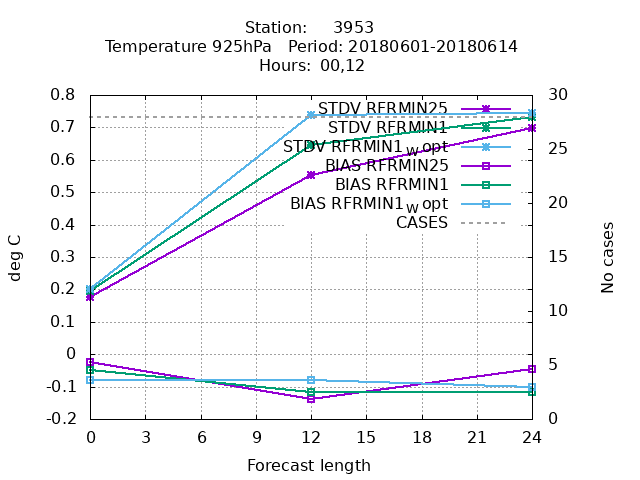 Station: 3953
Temperature 925hPa Period: 20180601-20180614
Hours: 00,12
0.8
0.7
0.6
0.5
0.4
0.3
0.2
0.1
0
-0.1
-0.2
deg C
STDV RFRMIN25
STDV RFRMIN1
STDV RFRMIN1w opt
BIAS RFRMIN25
BIAS RFRMIN1
BIAS RFRMIN1w opt
CASES
30
25
20
15
10
5
0
No cases
0 3 6 9 12 15 18 21 24
Forecast length